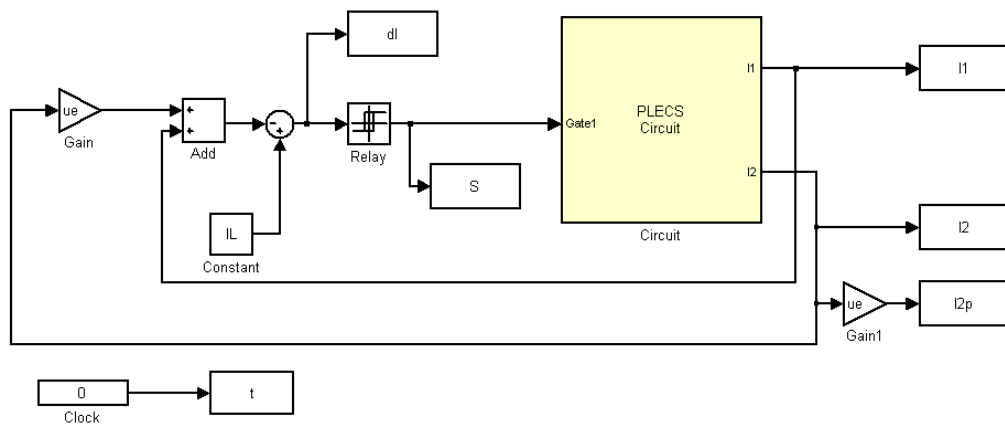 dI
I1
ue
Gain
+
+
Add
-
+
Relay
Gate1
PLECS
Circuit
I1
I2
Circuit
S
IL
Constant
I2
ue
Gain1
I2p
0
Clock
t